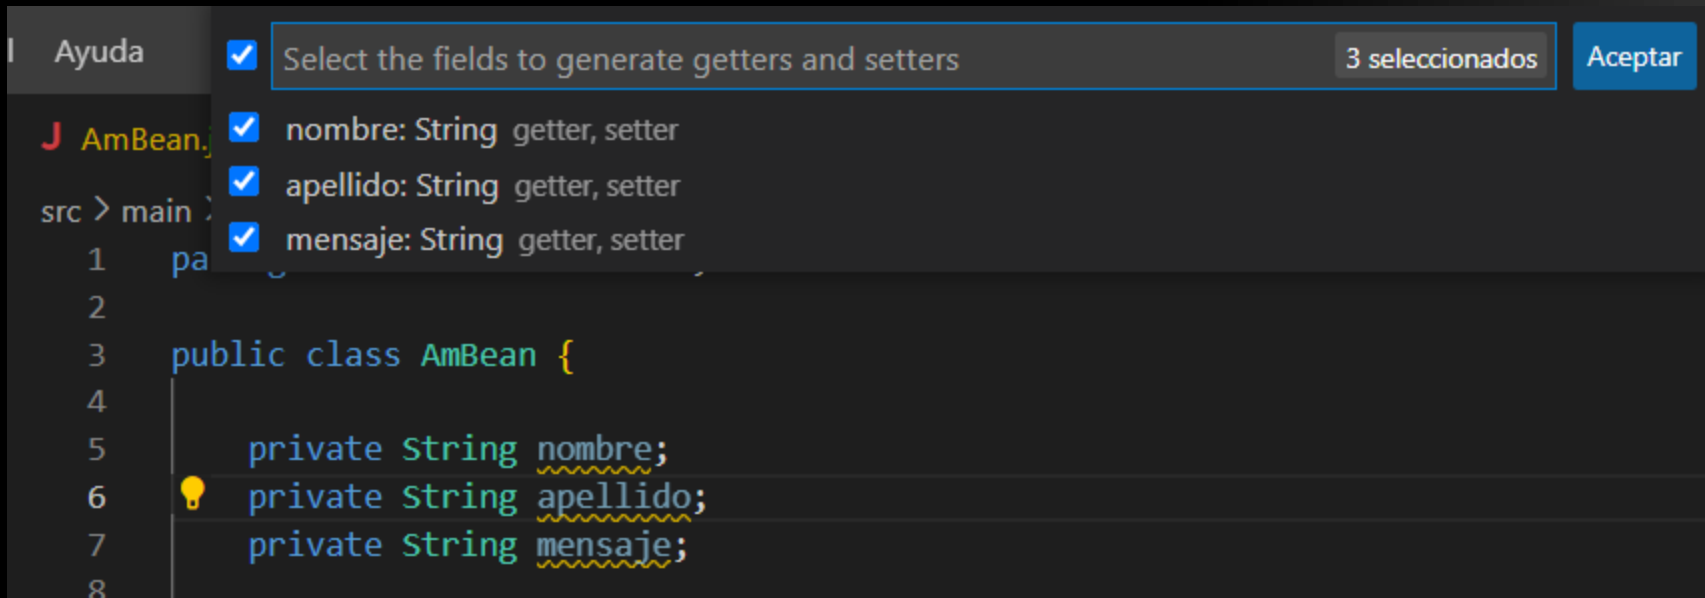 Ayuda
Select the fields to generate getters and setters 3 seleccionados Aceptar
nombre: String getter, setter
J AmBean.
apellido: String getter, setter
src > main >
mensaje: String getter, setter
1 pa
2
3 public class AmBean {
4
5 private String nombre;
6 private String apellido;
7 private String mensaje;
8